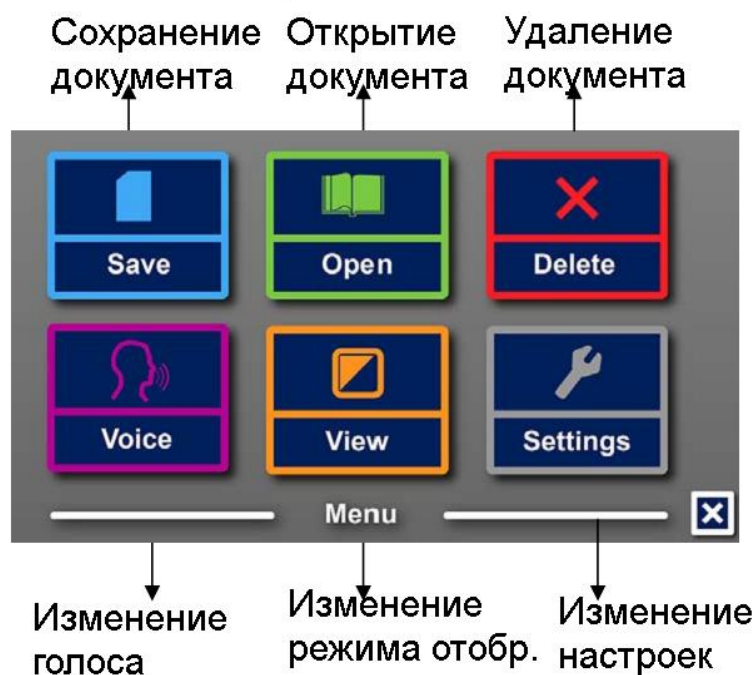 Сохранение
документа
Открытие
документа
Удаление
документа
Save
Open
Delete
Voice
View
Settings
Menu
Изменение
голоса
Изменение
режима отобр.
Изменение
настроек